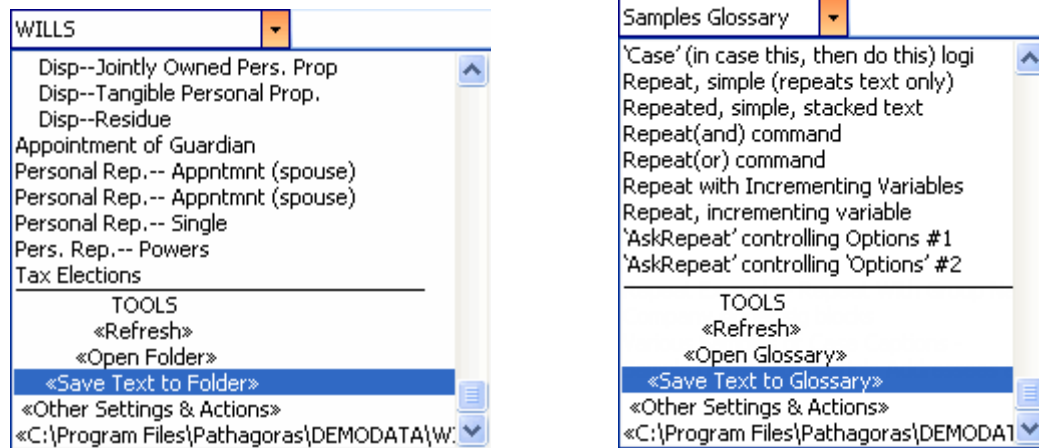 WILLS
Disp--Jointly Owned Pers. Prop
Disp--Tangible Personal Prop.
Disp--Residue
Appointment of Guardian
Personal Rep.-- Appntmnt (spouse)
Personal Rep.-- Appntmnt (spouse)
Personal Rep.-- Single
Pers. Rep.-- Powers
Tax Elections
TOOLS
«Refresh»
«Open Folder»
«Save Text to Folder»
«Other Settings & Actions»
«C:\Program Files\Pathagoras\DEMODATA\W
Samples Glossary
'Case' (in case this, then do this) logi
Repeat, simple (repeats text only)
Repeated, simple, stacked text
Repeat(and) command
Repeat(or) command
Repeat with Incrementing Variables
Repeat, incrementing variable
'AskRepeat' controlling Options #1
'AskRepeat' controlling 'Options' #2
TOOLS
«Refresh»
«Open Glossary»
«Save Text to Glossary»
«Other Settings & Actions»
«C:\Program Files\Pathagoras\DEMODAT